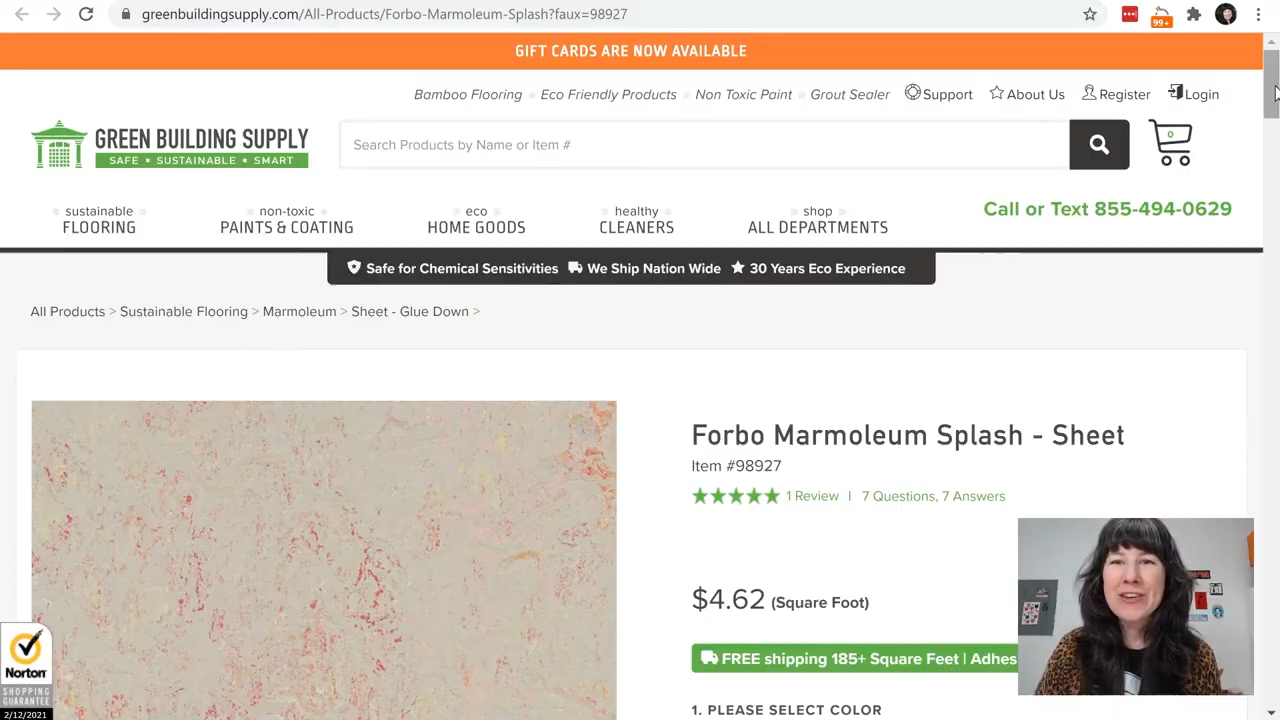 greenbuildingsupply.com/All-Products/Forbo-Marmoleum-Splash?faux=98927
99+
GIFT CARDS ARE NOW AVAILABLE
Bamboo Flooring Eco Friendly Products Non Toxic Paint Grout Sealer Support About Us Register Login
GREEN BUILDING SUPPLY
SAFE ▪ SUSTAINABLE ▪ SMART
Search Products by Name or Item #
0
sustainable
FLOORING
non-toxic
PAINTS & COATING
eco
HOME GOODS
healthy
CLEANERS
shop
ALL DEPARTMENTS
Call or Text 855-494-0629
Safe for Chemical Sensitivities We Ship Nation Wide 30 Years Eco Experience
All Products > Sustainable Flooring > Marmoleum > Sheet - Glue Down >
Forbo Marmoleum Splash - Sheet
Item #98927
1 Review | 7 Questions, 7 Answers
$4.62 (Square Foot)
FREE shipping 185+ Square Feet | Adhes
1. PLEASE SELECT COLOR
Norton
SHOPPING
GUARANTEE
2/12/2021